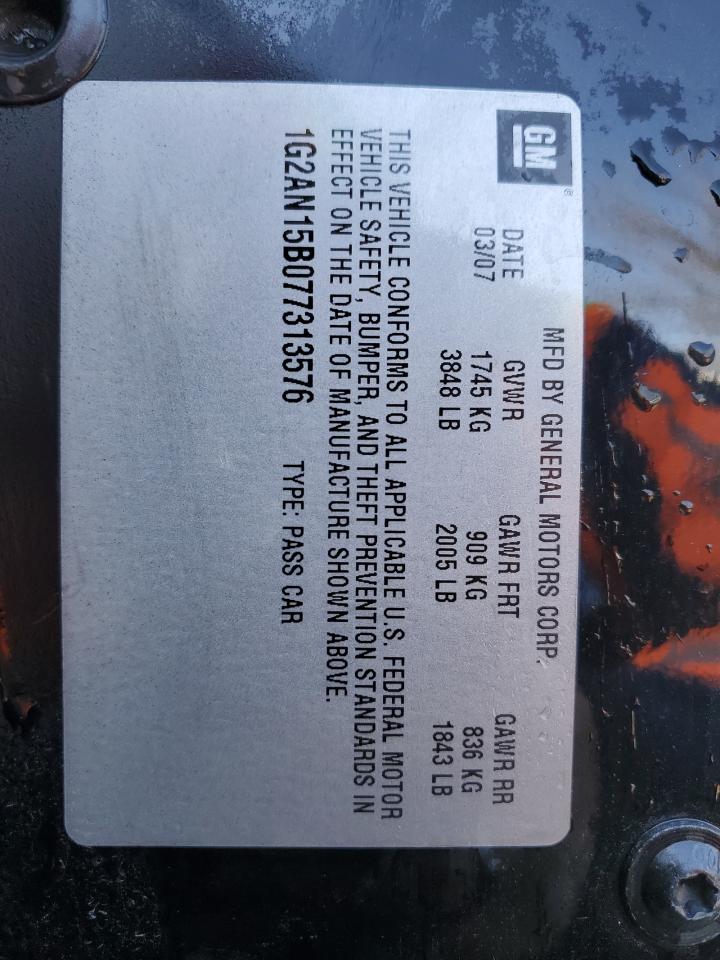 GM ®
MFD BY GENERAL MOTORS CORP.
DATE GVWR GAWR FRT GAWR RR
03/07 1745 KG 909 KG 836 KG
3848 LB 2005 LB 1843 LB
THIS VEHICLE CONFORMS TO ALL APPLICABLE U.S. FEDERAL MOTOR
VEHICLE SAFETY, BUMPER, AND THEFT PREVENTION STANDARDS IN
EFFECT ON THE DATE OF MANUFACTURE SHOWN ABOVE.
1G2AN15B077313576 TYPE: PASS CAR